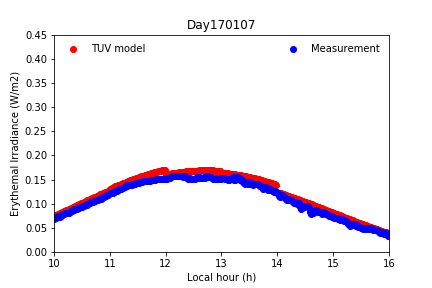 Day170107
0.45
0.40
0.35
0.30
0.25
0.20
0.15
0.10
0.05
0.00
Erythemal Irradiance (W/m2)
TUV model
Measurement
10 11 12 13 14 15 16
Local hour (h)